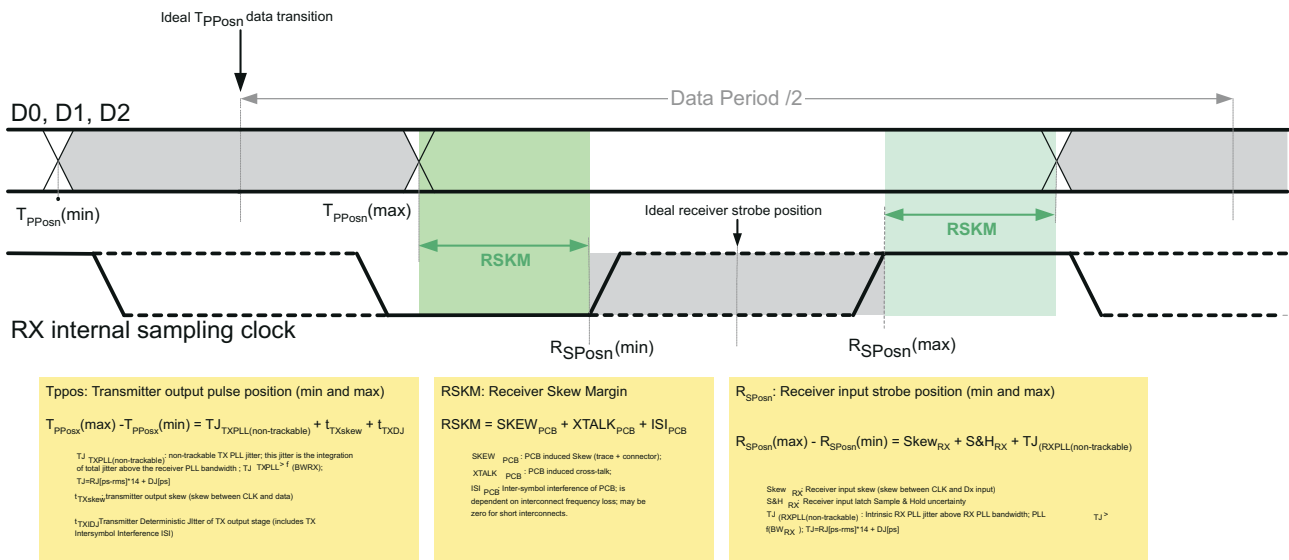 Ideal TPPosn data transition
Data Period /2
D0, D1, D2
TPPosn(min)
TPPosn(max)
Ideal receiver strobe position
RSKM
RSKM
RX internal sampling clock
RSPosn(min)
RSPosn(max)
Tppos: Transmitter output pulse position (min and max)
TPPosx(max) -TPPosx(min) = TJTXPLL(non-trackable) + tTXskew + tTXDJ
TJ TXPLL(non-trackable): non-trackable TX PLL jitter; this jitter is the integration
of total jitter above the receiver PLL bandwidth ; TJ TXPLL> f (BWRX);
TJ=RJ[ps-rms]*14 + DJ[ps]
tTXskew: transmitter output skew (skew between CLK and data)
tTXIDJ Transmitter Deterministic JItter of TX output stage (includes TX
Intersymbol Interference ISI)
RSKM: Receiver Skew Margin
RSKM = SKEWPCB + XTALKPCB + ISIPCB
SKEW PCB: PCB induced Skew (trace + connector);
XTALK PCB: PCB induced cross-talk;
ISI PCB: Inter-symbol interference of PCB; is
dependent on interconnect frequency loss; may be
zero for short interconnects.
RSPosn: Receiver input strobe position (min and max)
RSPosn(max) - RSPosn(min) = SkewRX + S&HRX + TJ(RXPLL(non-trackable)
Skew RX: Receiver input skew (skew between CLK and Dx input)
S&H RX: Receiver input latch Sample & Hold uncertainty
TJ (RXPLL(non-trackable) : Intrinsic RX PLL jitter above RX PLL bandwidth; PLL TJ >
f(BWRX ); TJ=RJ[ps-rms]*14 + DJ[ps]